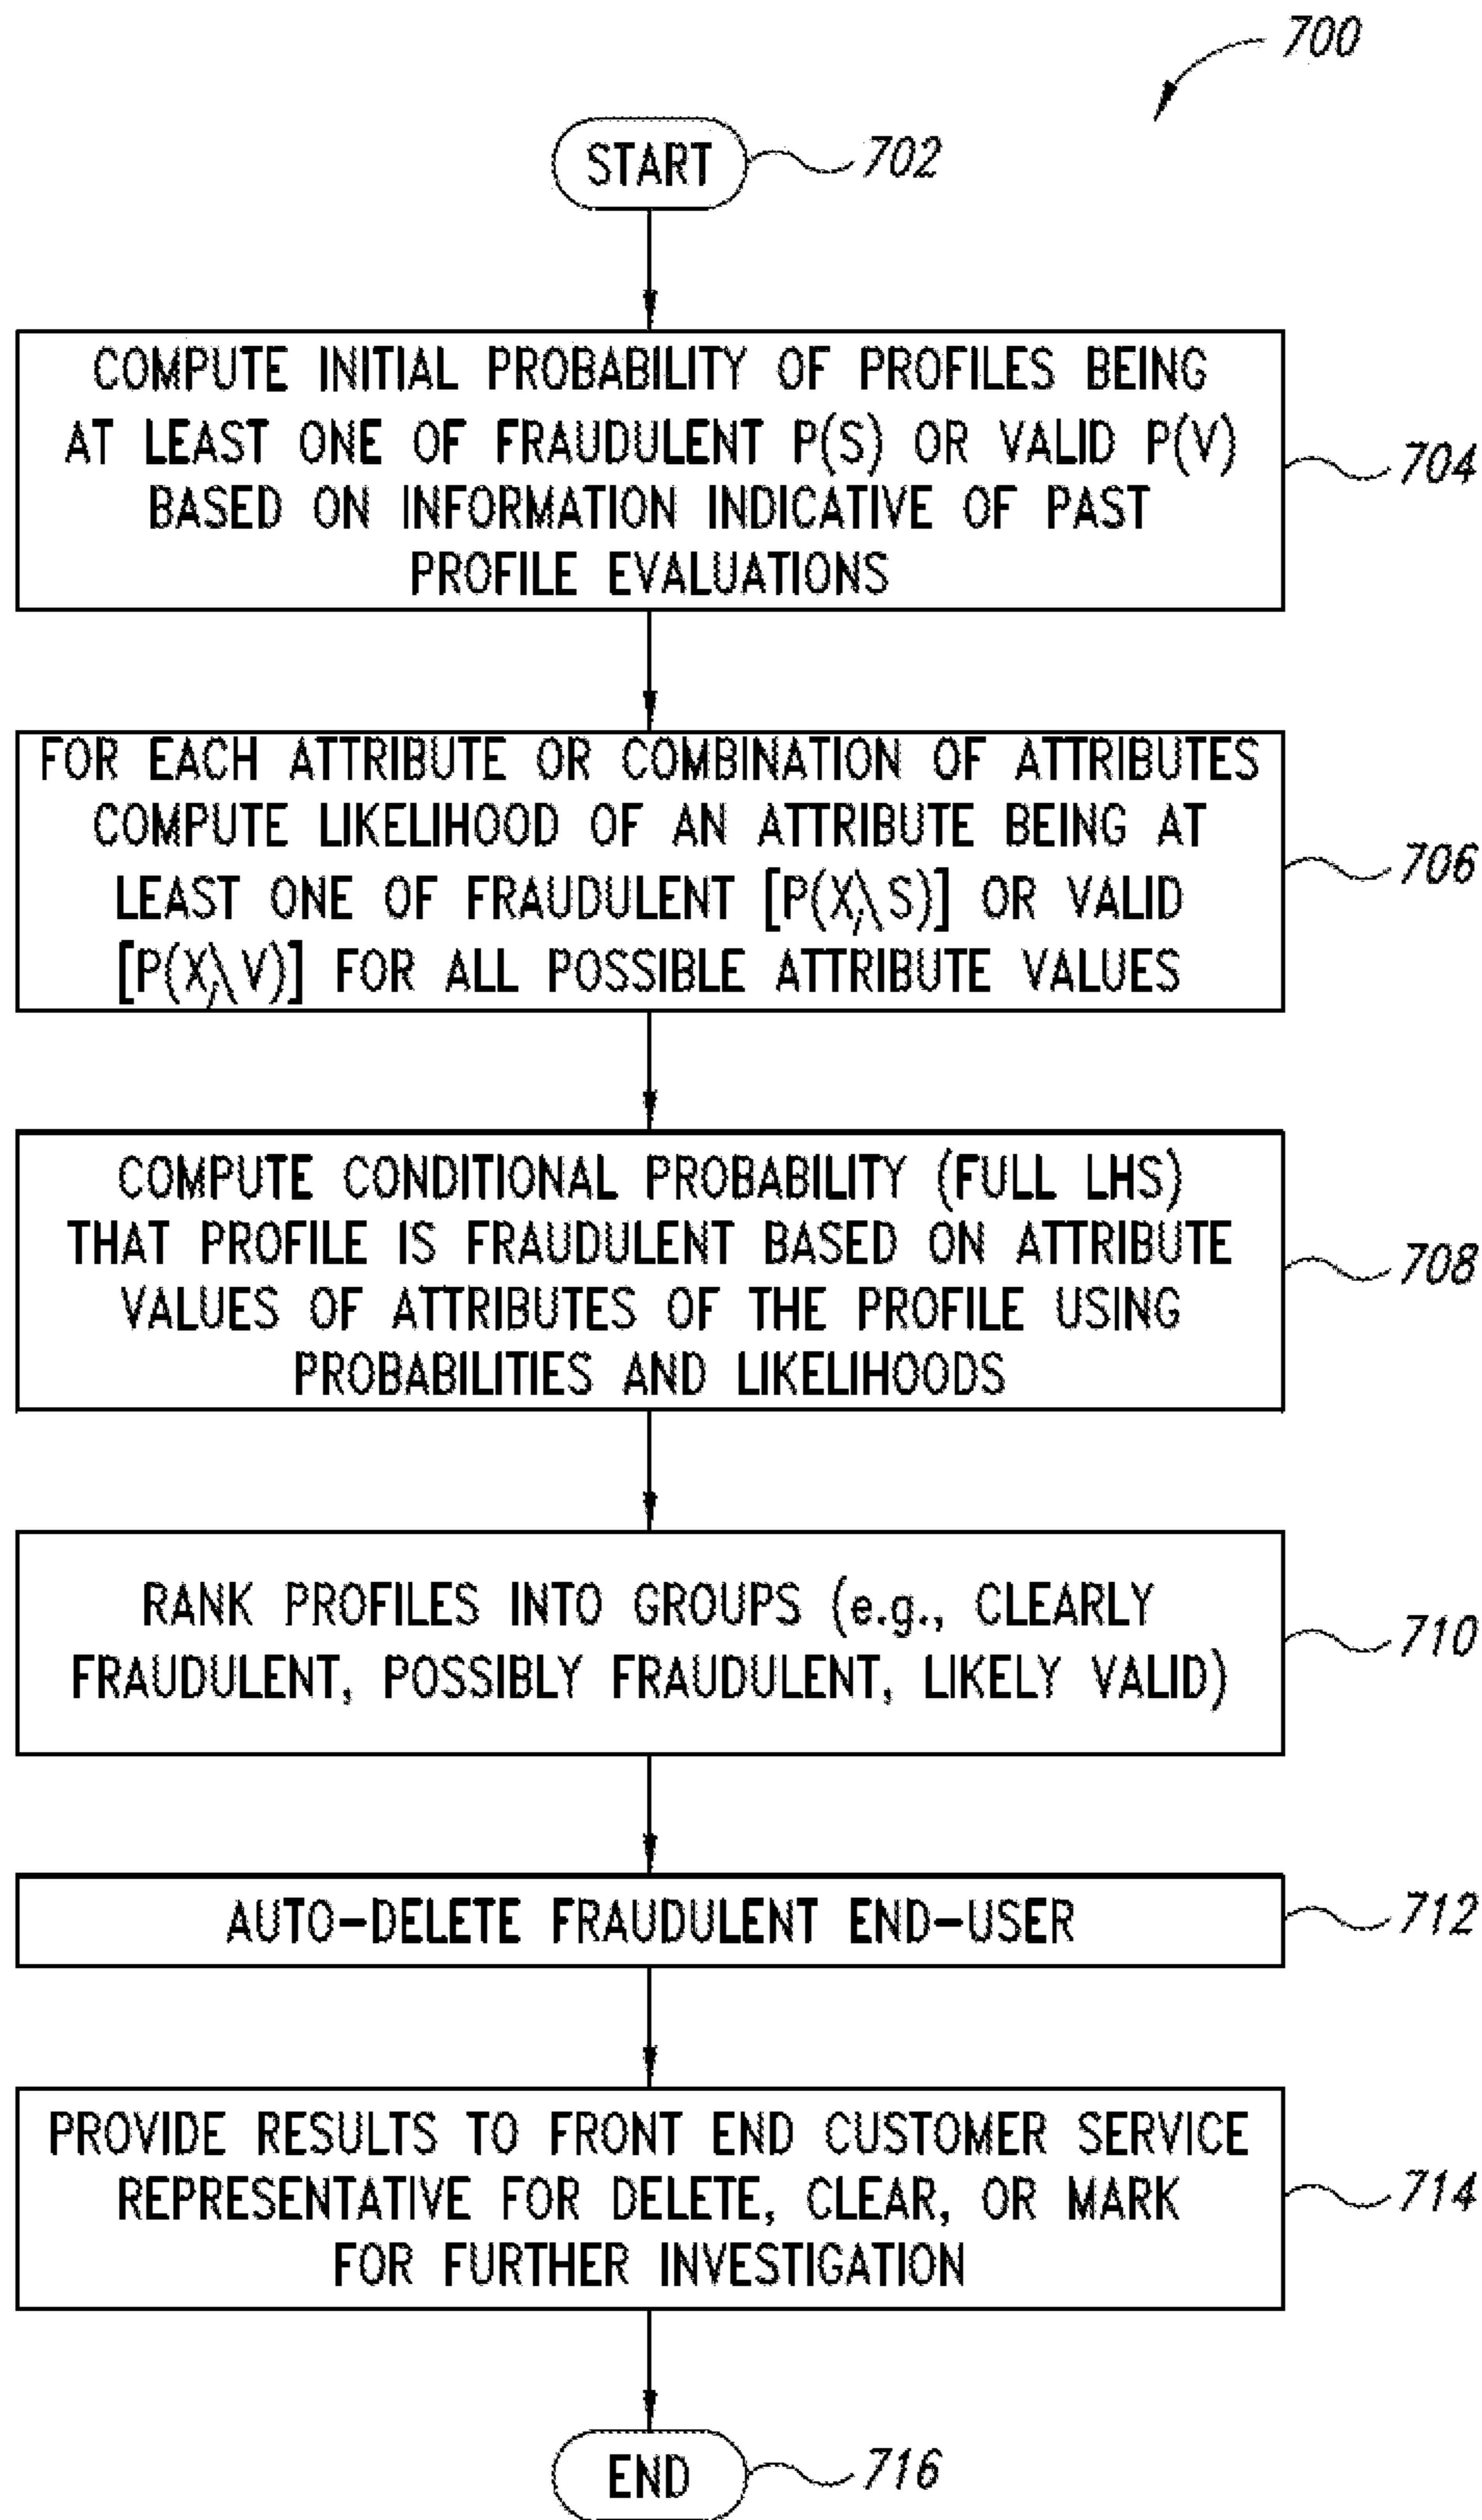 700
START
702
COMPUTE INITIAL PROBABILITY OF PROFILES BEING
AT LEAST ONE OF FRAUDULENT P(S) OR VALID P(V)
BASED ON INFORMATION INDICATIVE OF PAST
PROFILE EVALUATIONS
704
FOR EACH ATTRIBUTE OR COMBINATION OF ATTRIBUTES
COMPUTE LIKELIHOOD OF AN ATTRIBUTE BEING AT
LEAST ONE OF FRAUDULENT [P(X,\S)] OR VALID
[P(X,\V)] FOR ALL POSSIBLE ATTRIBUTE VALUES
706
COMPUTE CONDITIONAL PROBABILITY (FULL LHS)
THAT PROFILE IS FRAUDULENT BASED ON ATTRIBUTE
VALUES OF ATTRIBUTES OF THE PROFILE USING
PROBABILITIES AND LIKELIHOODS
708
RANK PROFILES INTO GROUPS (e.g., CLEARLY
FRAUDULENT, POSSIBLY FRAUDULENT, LIKELY VALID)
710
AUTO-DELETE FRAUDULENT END-USER
712
PROVIDE RESULTS TO FRONT END CUSTOMER SERVICE
REPRESENTATIVE FOR DELETE, CLEAR, OR MARK
FOR FURTHER INVESTIGATION
714
END
716